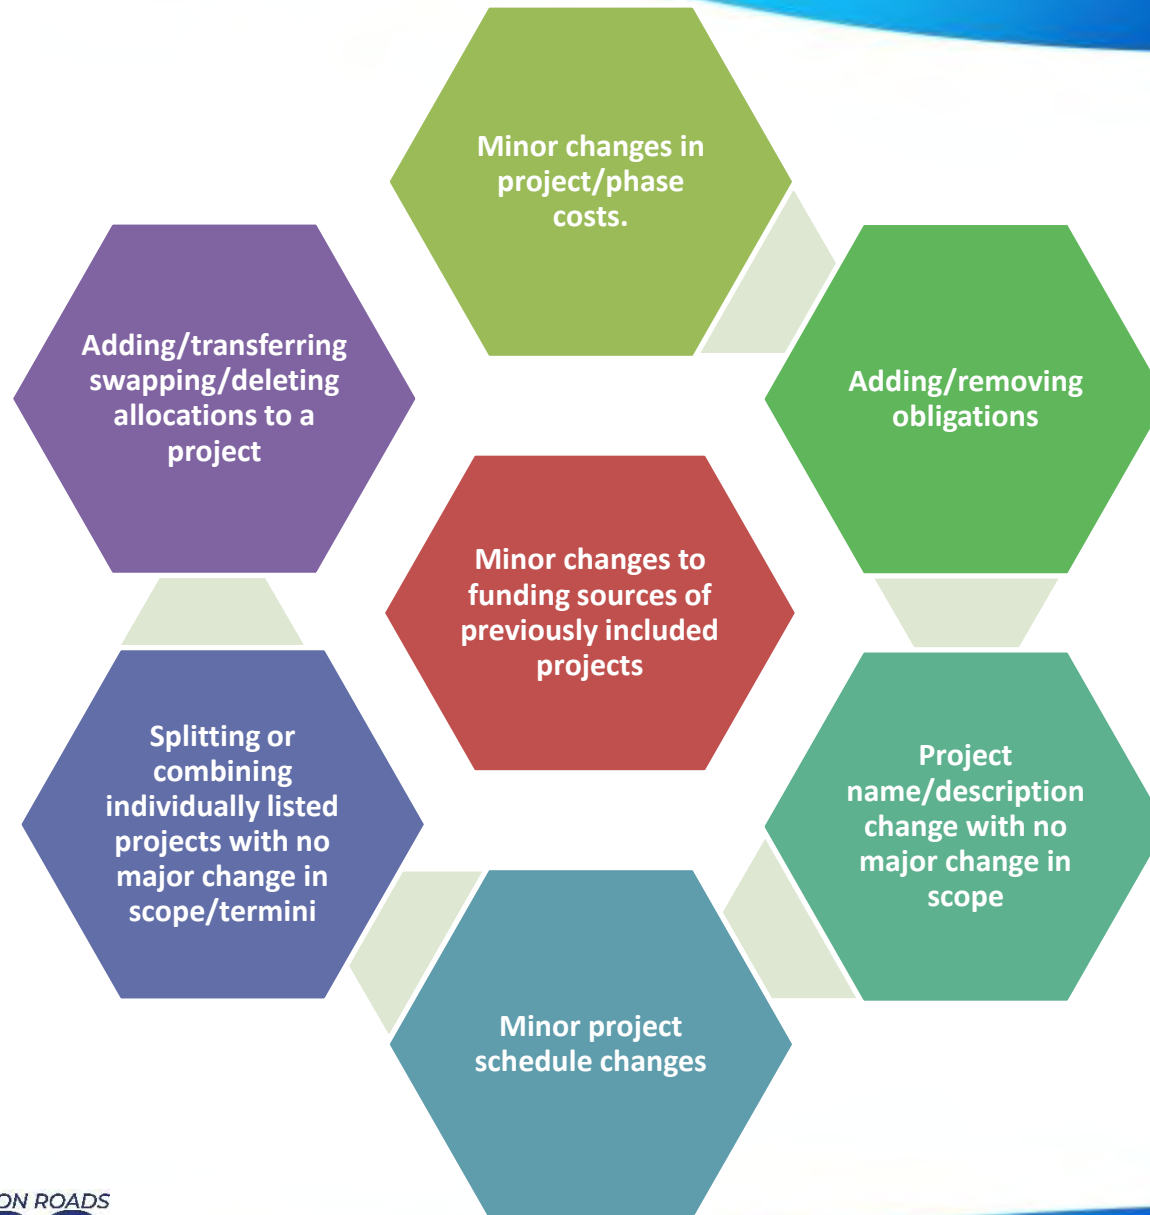 Minor changes in
project/phase
costs.
Adding/transferring
swapping/deleting
allocations to a
project
Adding/removing
obligations
Minor changes to
funding sources of
previously included
projects
Splitting or
combining
individually listed
projects with no
major change in
scope/termini
Project
name/description
change with no
major change in
scope
Minor project
schedule changes
ON ROADS